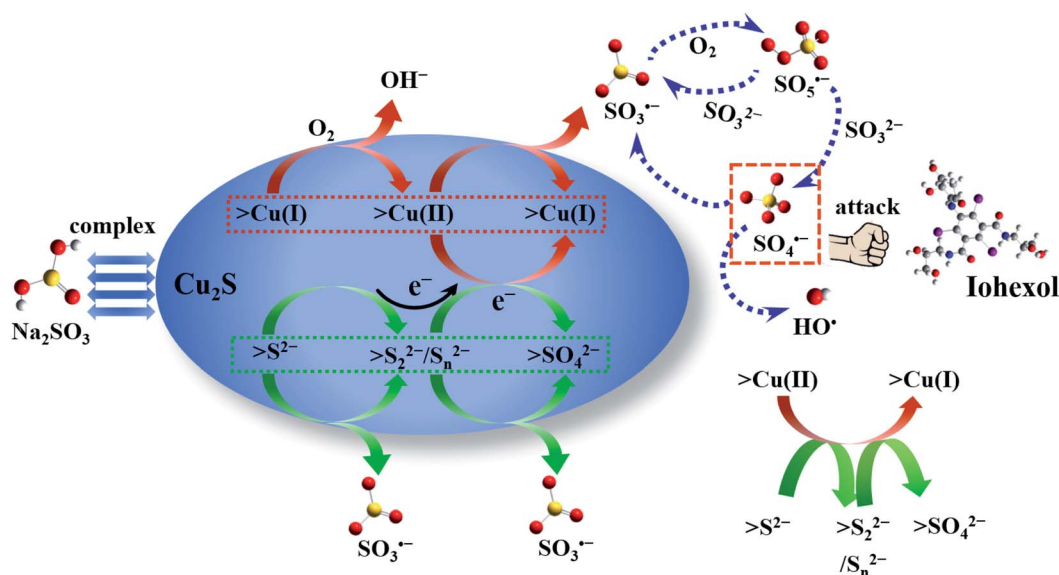 OH⁻
O₂
SO₃•⁻
O₂
SO₃²⁻
SO₅•⁻
SO₃²⁻
>Cu(I) >Cu(II) >Cu(I)
complex
Cu₂S
Na₂SO₃
e⁻ e⁻
>S²⁻ >S₂²⁻/Sₙ²⁻ >SO₄²⁻
SO₃•⁻ SO₃•⁻
SO₄•⁻
attack
Iohexol
HO•
>Cu(II) >Cu(I)
>S²⁻ >S₂²⁻ >SO₄²⁻
/Sₙ²⁻